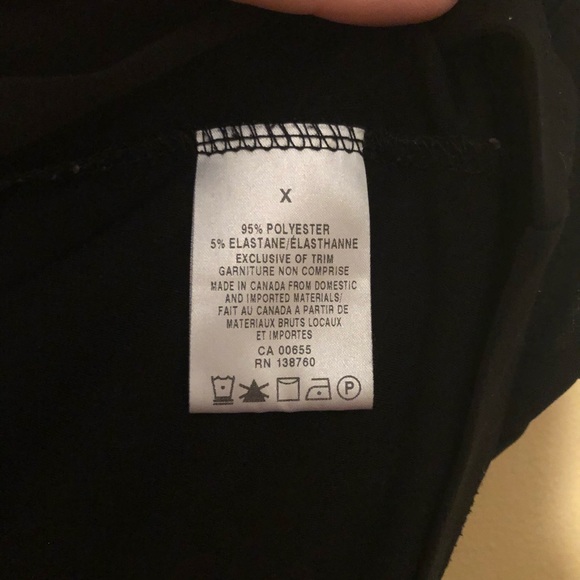 X
95% POLYESTER
5% ELASTANE/ÉLASTHANNE
EXCLUSIVE OF TRIM
GARNITURE NON COMPRISE
MADE IN CANADA FROM DOMESTIC
AND IMPORTED MATERIALS/
FAIT AU CANADA A PARTIR DE
MATERIAUX BRUTS LOCAUX
ET IMPORTES
CA 00655
RN 138760
P